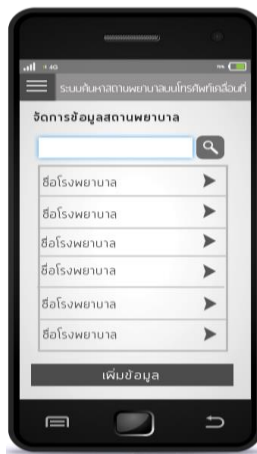 4G
ระบบค้นหาสถานพยาบาลบนโทรศัพท์เคลื่อนที่
จัดการข้อมูลสถานพยาบาล
ชื่อโรงพยาบาล
ชื่อโรงพยาบาล
ชื่อโรงพยาบาล
ชื่อโรงพยาบาล
ชื่อโรงพยาบาล
ชื่อโรงพยาบาล
เพิ่มข้อมูล